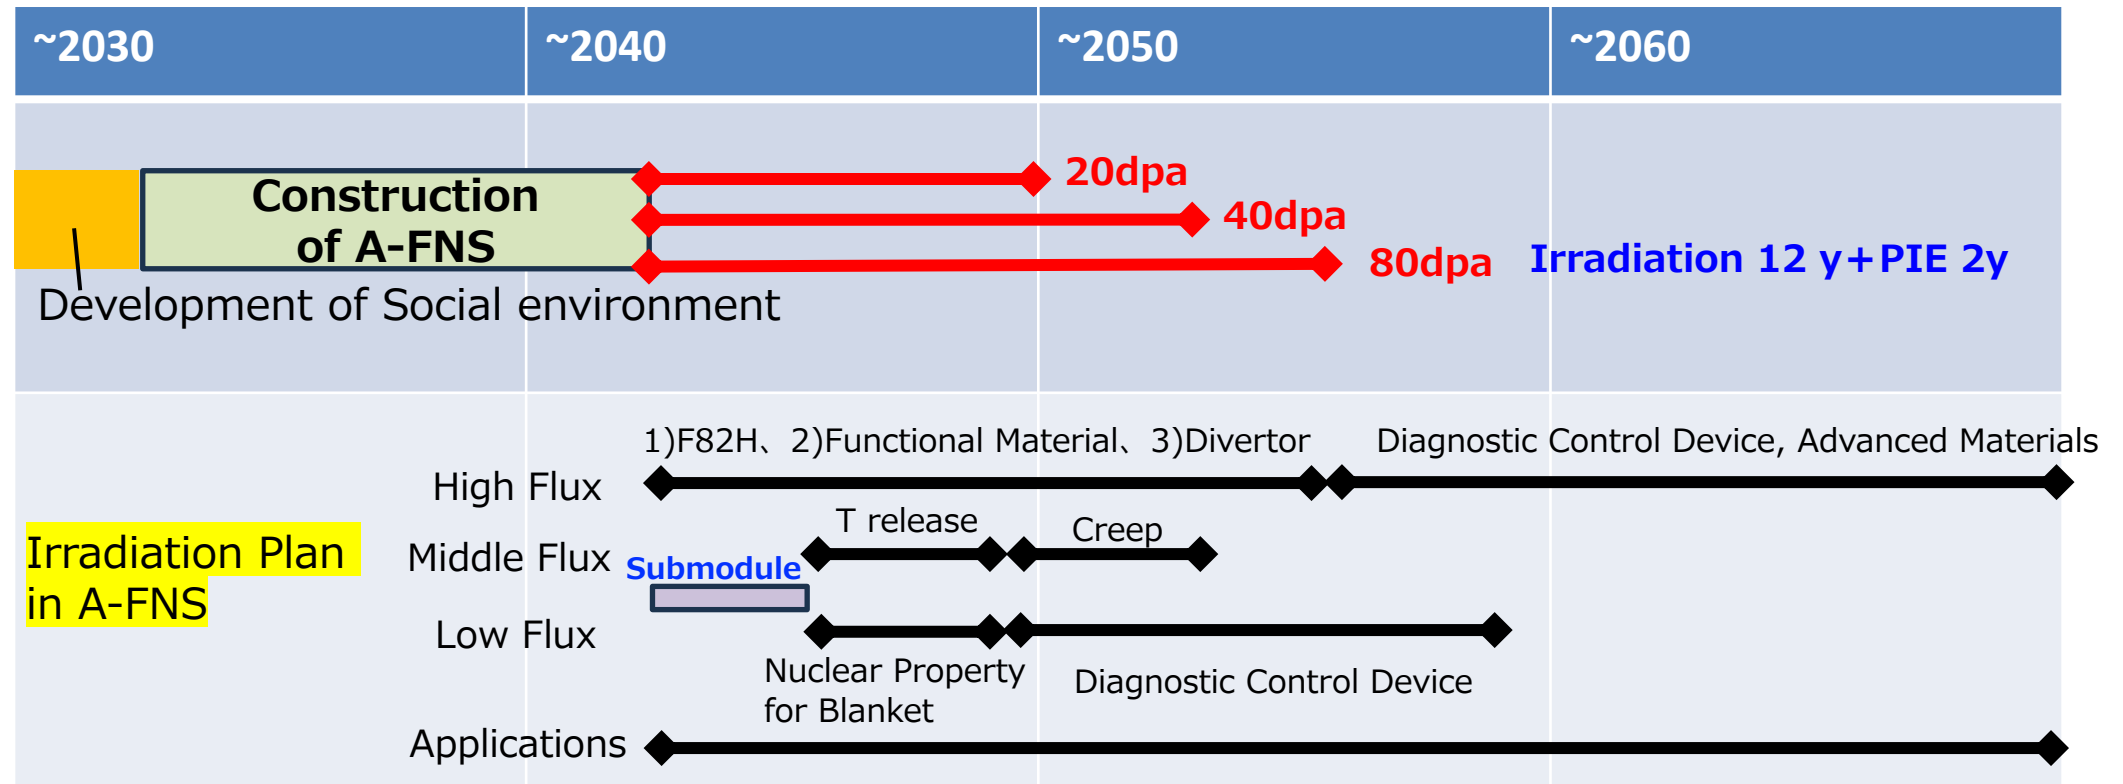 ~2030
~2040
~2050
~2060
Construction
of A-FNS
20dpa
40dpa
80dpa
Irradiation 12 y+PIE 2y
Development of Social environment
1)F82H、2)Functional Material、3)Divertor
Diagnostic Control Device, Advanced Materials
High Flux
T release
Creep
Irradiation Plan
in A-FNS
Middle Flux
Submodule
Low Flux
Nuclear Property
for Blanket
Diagnostic Control Device
Applications